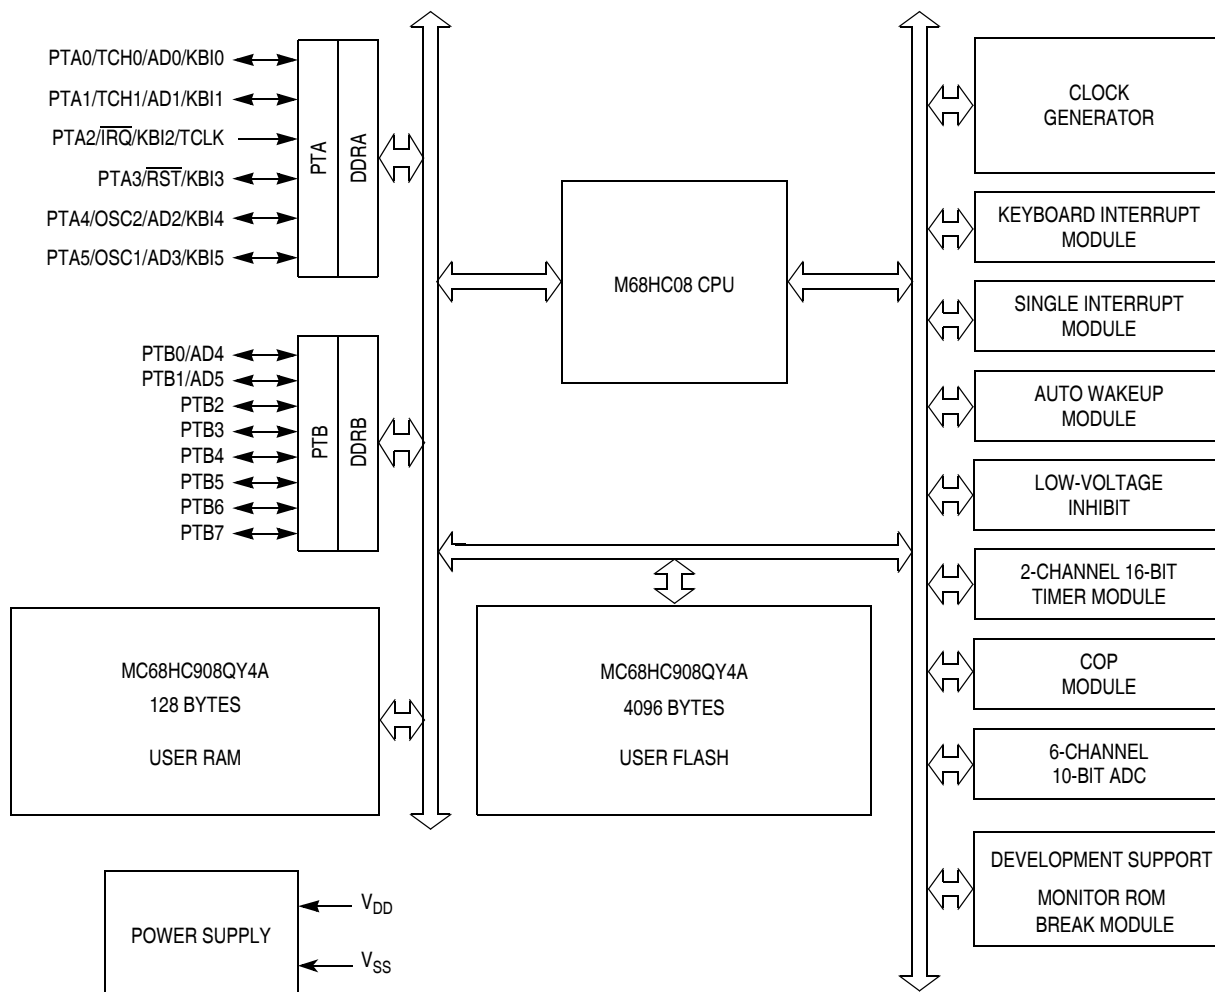 PTA0/TCH0/AD0/KBI0
PTA1/TCH1/AD1/KBI1
PTA2/I̅R̅Q̅/KBI2/TCLK
PTA3/R̅S̅T̅/KBI3
PTA4/OSC2/AD2/KBI4
PTA5/OSC1/AD3/KBI5
PTA
DDRA
PTB0/AD4
PTB1/AD5
PTB2
PTB3
PTB4
PTB5
PTB6
PTB7
PTB
DDRB
M68HC08 CPU
MC68HC908QY4A
128 BYTES
USER RAM
MC68HC908QY4A
4096 BYTES
USER FLASH
POWER SUPPLY
VDD
VSS
CLOCK
GENERATOR
KEYBOARD INTERRUPT
MODULE
SINGLE INTERRUPT
MODULE
AUTO WAKEUP
MODULE
LOW-VOLTAGE
INHIBIT
2-CHANNEL 16-BIT
TIMER MODULE
COP
MODULE
6-CHANNEL
10-BIT ADC
DEVELOPMENT SUPPORT
MONITOR ROM
BREAK MODULE